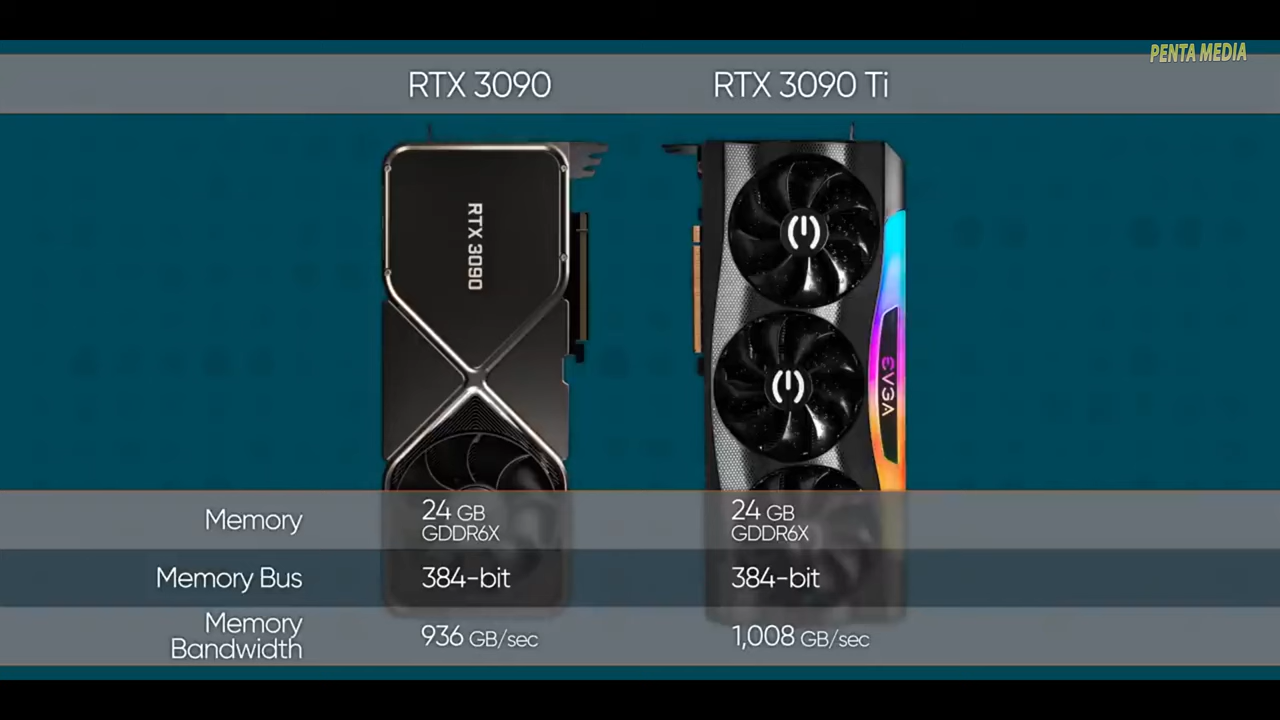 PENTA MEDIA
RTX 3090 RTX 3090 Ti
RTX 3090
EVGA
Memory 24 GB 24 GB
GDDR6X GDDR6X
Memory Bus 384-bit 384-bit
Memory
Bandwidth 936 GB/sec 1,008 GB/sec